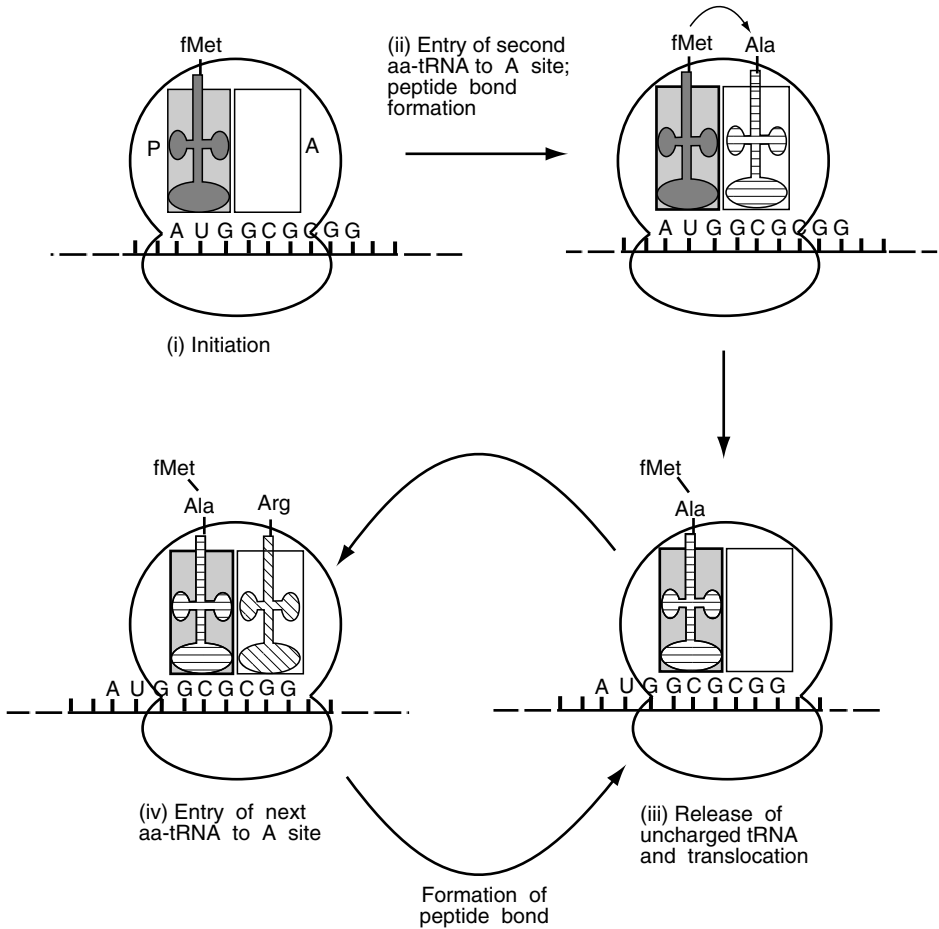 fMet
P
A
A U G G C G C G G
(i) Initiation
(ii) Entry of second
aa-tRNA to A site;
peptide bond
formation
fMet Ala
A U G G C G C G G
fMet
Ala
A U G G C G C G G
(iii) Release of
uncharged tRNA
and translocation
fMet
Ala Arg
A U G G C G C G G
(iv) Entry of next
aa-tRNA to A site
Formation of
peptide bond